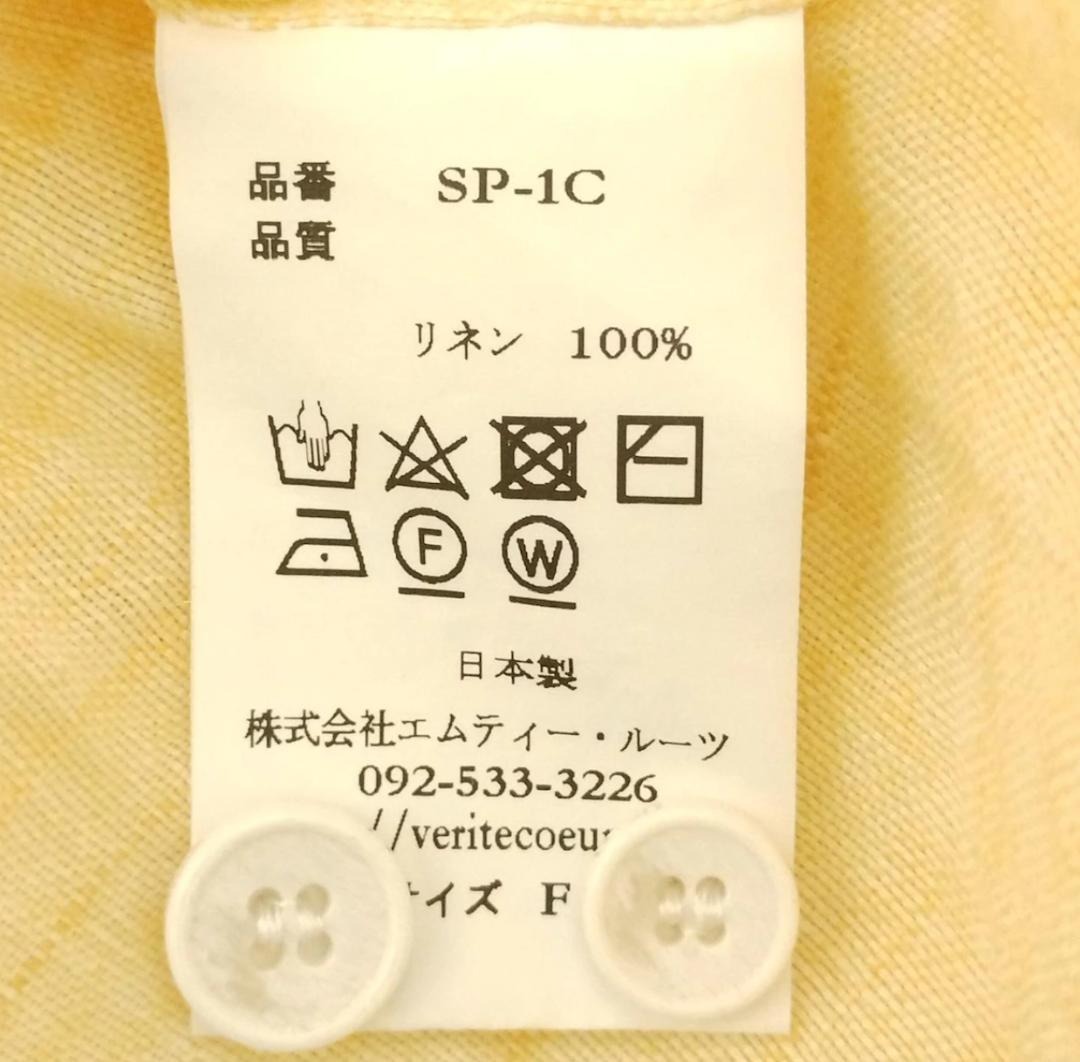 品番 SP-1C
品質
リネン 100%
F W
日本製
株式会社エムティー・ルーツ
092-533-3226
//veritecoeu
イズ F